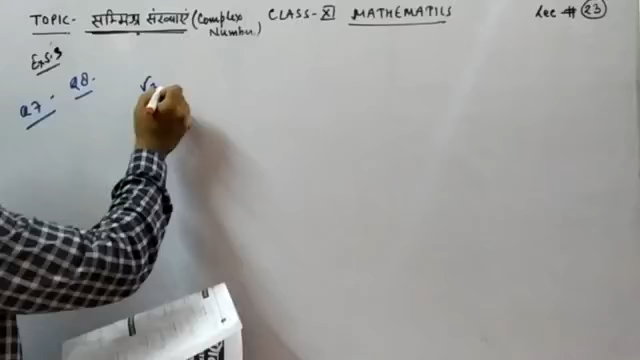 TOPIC- सम्मिश्र संख्याएं (Complex Number.) CLASS- XI MATHEMATICS Lec # 23
Ex 5.3
Q7. Q8.